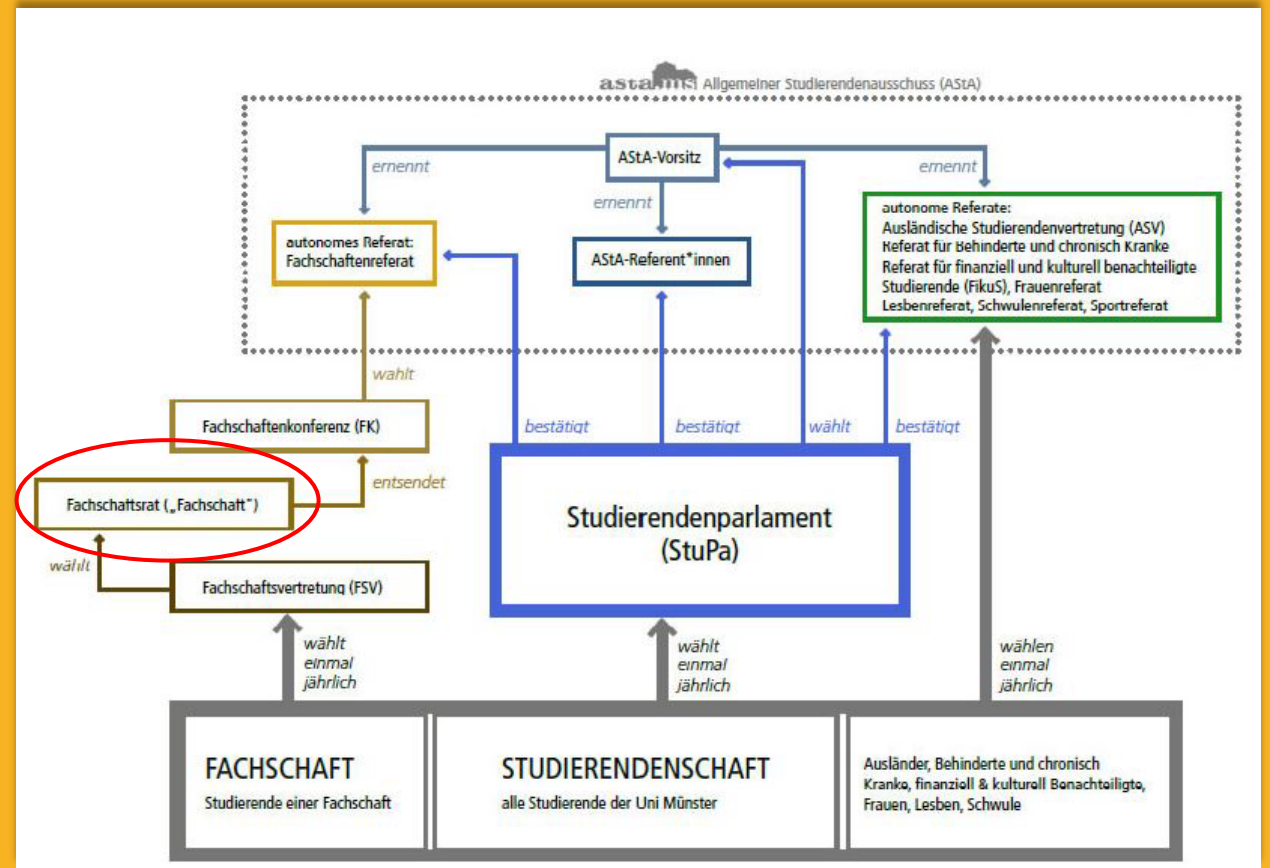 asta ms Allgemeiner Studierendenausschuss (AStA)
AStA-Vorsitz
ernennt
ernennt
ernennt
autonomes Referat:
Fachschaftenreferat
AStA-Referent*innen
autonome Referate:
Ausländische Studierendenvertretung (ASV)
Referat für Behinderte und chronisch Kranke
Referat für finanziell und kulturell benachteiligte
Studierende (FikuS), Frauenreferat
Lesbenreferat, Schwulenreferat, Sportreferat
wahlt
Fachschaftenkonferenz (FK)
bestätigt
bestätigt
wählt
bestätigt
entsendet
Fachschaftsrat („Fachschaft")
wählt
Fachschaftsvertretung (FSV)
Studierendenparlament
(StuPa)
wählt
einmal
jährlich
wählt
einmal
jährlich
wählen
einmal
jährlich
FACHSCHAFT
Studierende einer Fachschaft
STUDIERENDENSCHAFT
alle Studierende der Uni Münster
Ausländer, Behinderte und chronisch
Kranke, finanziell & kulturell Benachteiligte,
Frauen, Lesben, Schwule